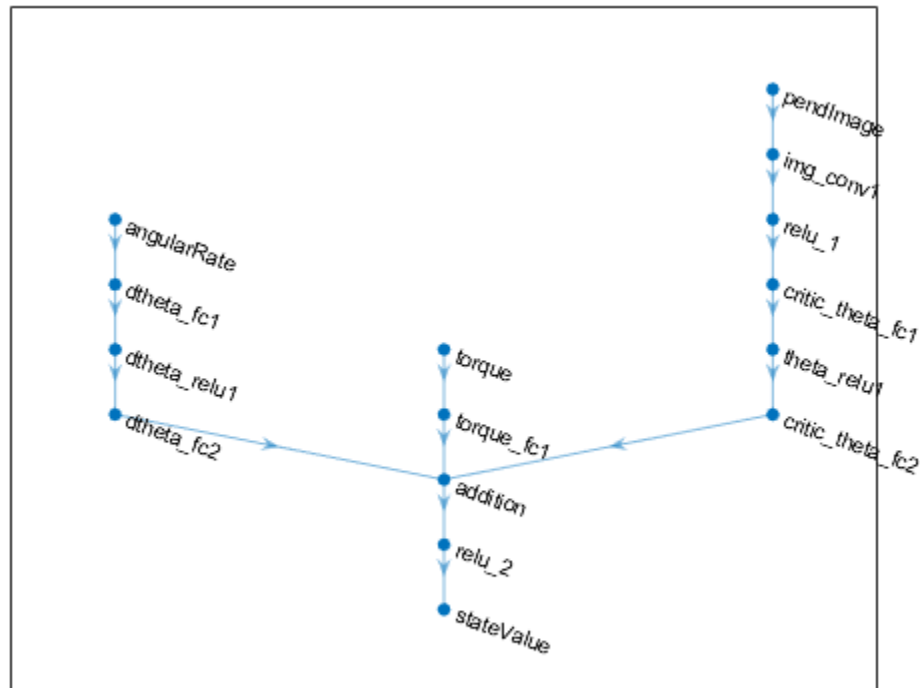 pendImage
img_conv1
angularRate
relu_1
dtheta_fc1
critic_theta_fc1
dtheta_relu1
torque
theta_relu1
dtheta_fc2
torque_fc1
critic_theta_fc2
addition
relu_2
stateValue